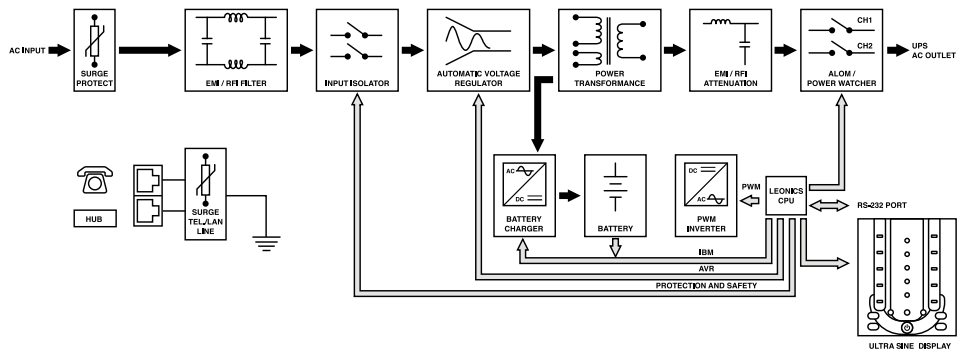 AC INPUT
SURGE
PROTECT
EMI / RFI FILTER
INPUT ISOLATOR
AUTOMATIC VOLTAGE
REGULATOR
POWER
TRANSFORMANCE
EMI / RFI
ATTENUATION
CH1
CH2
ALOM /
POWER WATCHER
UPS
AC OUTLET
HUB
SURGE
TEL./LAN
LINE
AC
DC
BATTERY
CHARGER
BATTERY
DC
AC
PWM
INVERTER
PWM
LEONICS
CPU
RS-232 PORT
IBM
AVR
PROTECTION AND SAFETY
ULTRA SINE DISPLAY